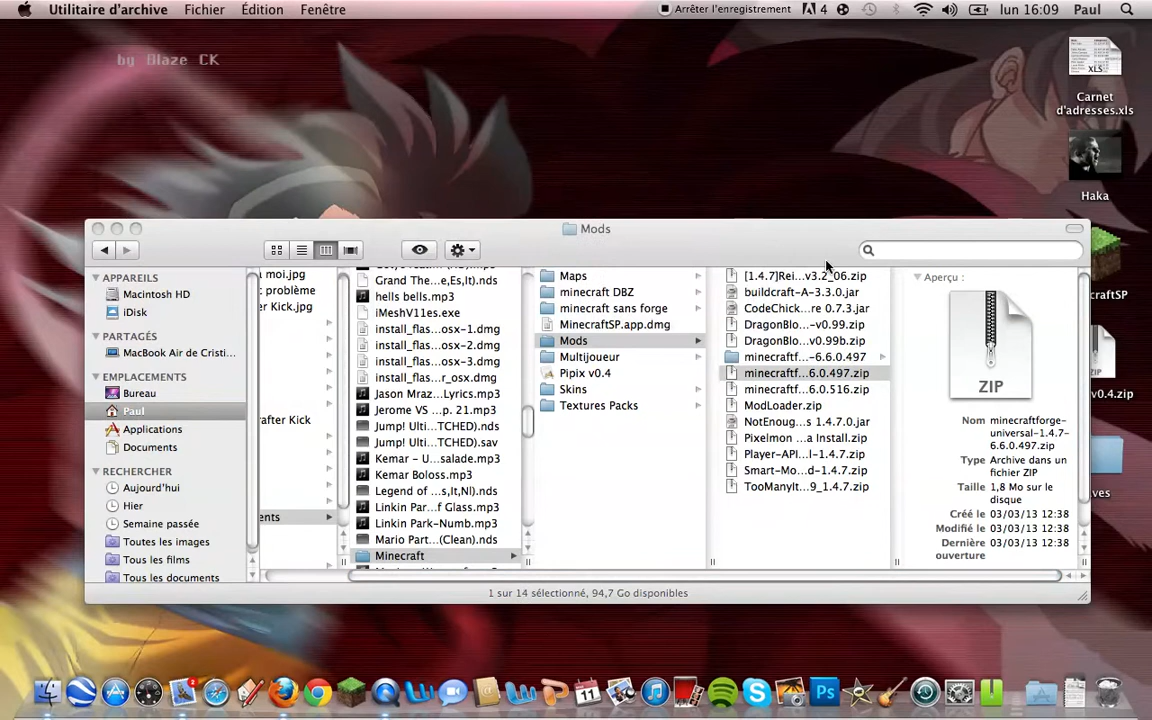 Utilitaire d'archive Fichier Édition Fenêtre Arrêter l'enregistrement 4 lun 16:09 Paul
by Blaze CK
XLS
Carnet
d'adresses.xls
Haka
Mods
APPAREILS
Macintosh HD
iDisk
PARTAGÉS
MacBook Air de Cristi...
EMPLACEMENTS
Bureau
Paul
Applications
Documents
RECHERCHER
Aujourd'hui
Hier
Semaine passée
Toutes les images
Tous les films
Tous les documents
a moi.jpg
t problème
er Kick.jpg
rafter Kick
ents
Grand The...e,Es,It).nds
hells bells.mp3
iMeshV11es.exe
install_flas...osx-1.dmg
install_flas...osx-2.dmg
install_flas...osx-3.dmg
install_flas...r_osx.dmg
Jason Mraz...Lyrics.mp3
Jerome VS ...p. 21.mp3
Jump! Ulti...TCHED).nds
Jump! Ulti...TCHED).sav
Kemar - U...salade.mp3
Kemar Boloss.mp3
Legend of ...s,It,Nl).nds
Linkin Par...f Glass.mp3
Linkin Park-Numb.mp3
Mario Part...(Clean).nds
Minecraft
Maps
minecraft DBZ
minecraft sans forge
MinecraftSP.app.dmg
Mods
Multijoueur
Pipix v0.4
Skins
Textures Packs
[1.4.7]Rei...v3.2_06.zip
buildcraft-A-3.3.0.jar
CodeChick...re 0.7.3.jar
DragonBlo...-v0.99.zip
DragonBlo...v0.99b.zip
minecraftf...-6.6.0.497
minecraftf...6.0.497.zip
minecraftf...6.0.516.zip
ModLoader.zip
NotEnoug...s 1.4.7.0.jar
Pixelmon ...a Install.zip
Player-API...l-1.4.7.zip
Smart-Mo...d-1.4.7.zip
TooManyIt...9_1.4.7.zip
Aperçu :
ZIP
Nom minecraftforge-
universal-1.4.7-
6.6.0.497.zip
Type Archive dans un
fichier ZIP
Taille 1,8 Mo sur le
disque
Créé le 03/03/13 12:38
Modifié le 03/03/13 12:38
Dernière 03/03/13 12:38
ouverture
1 sur 14 sélectionné, 94,7 Go disponibles
craftSP
v0.4.zip
ves
2
11
Ps